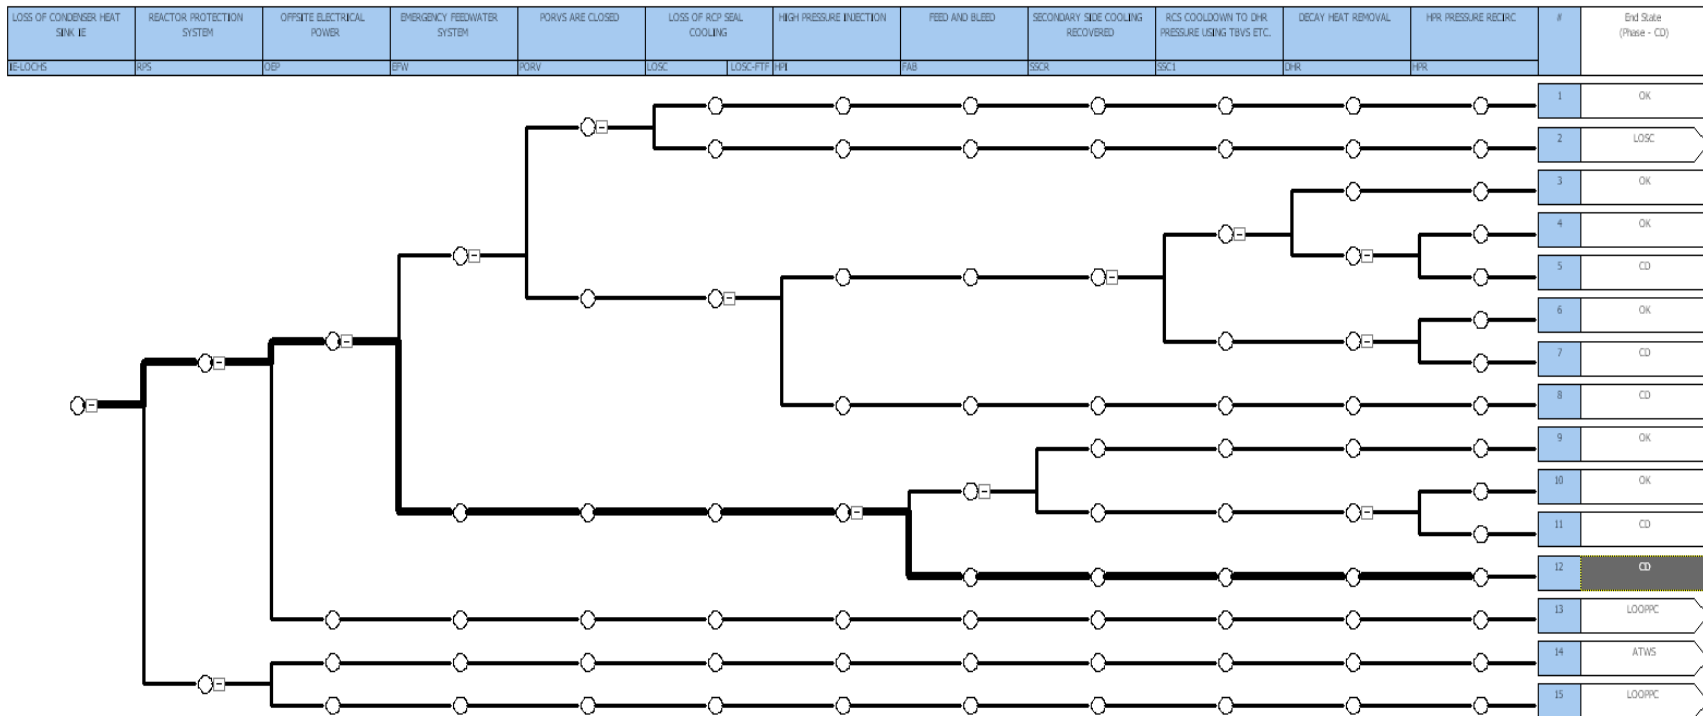 LOSS OF CONDENSER HEAT
SINK IE
REACTOR PROTECTION
SYSTEM
OFFSITE ELECTRICAL
POWER
EMERGENCY FEEDWATER
SYSTEM
PORVS ARE CLOSED
LOSS OF RCP SEAL
COOLING
HIGH PRESSURE INJECTION
FEED AND BLEED
SECONDARY SIDE COOLING
RECOVERED
RCS COOLDOWN TO DHR
PRESSURE USING TBVS ETC.
DECAY HEAT REMOVAL
HPR PRESSURE RECIRC
#
End State
(Phase - CD)
IE-LOCHS
RPS
OEP
EFW
PORV
LOSC
LOSC-FTF
HPI
FAB
SSCR
SSC1
DHR
HPR
1 OK
2 LOSC
3 OK
4 OK
5 CD
6 OK
7 CD
8 CD
9 OK
10 OK
11 CD
12 CD
13 LOOPPC
14 ATWS
15 LOOPPC